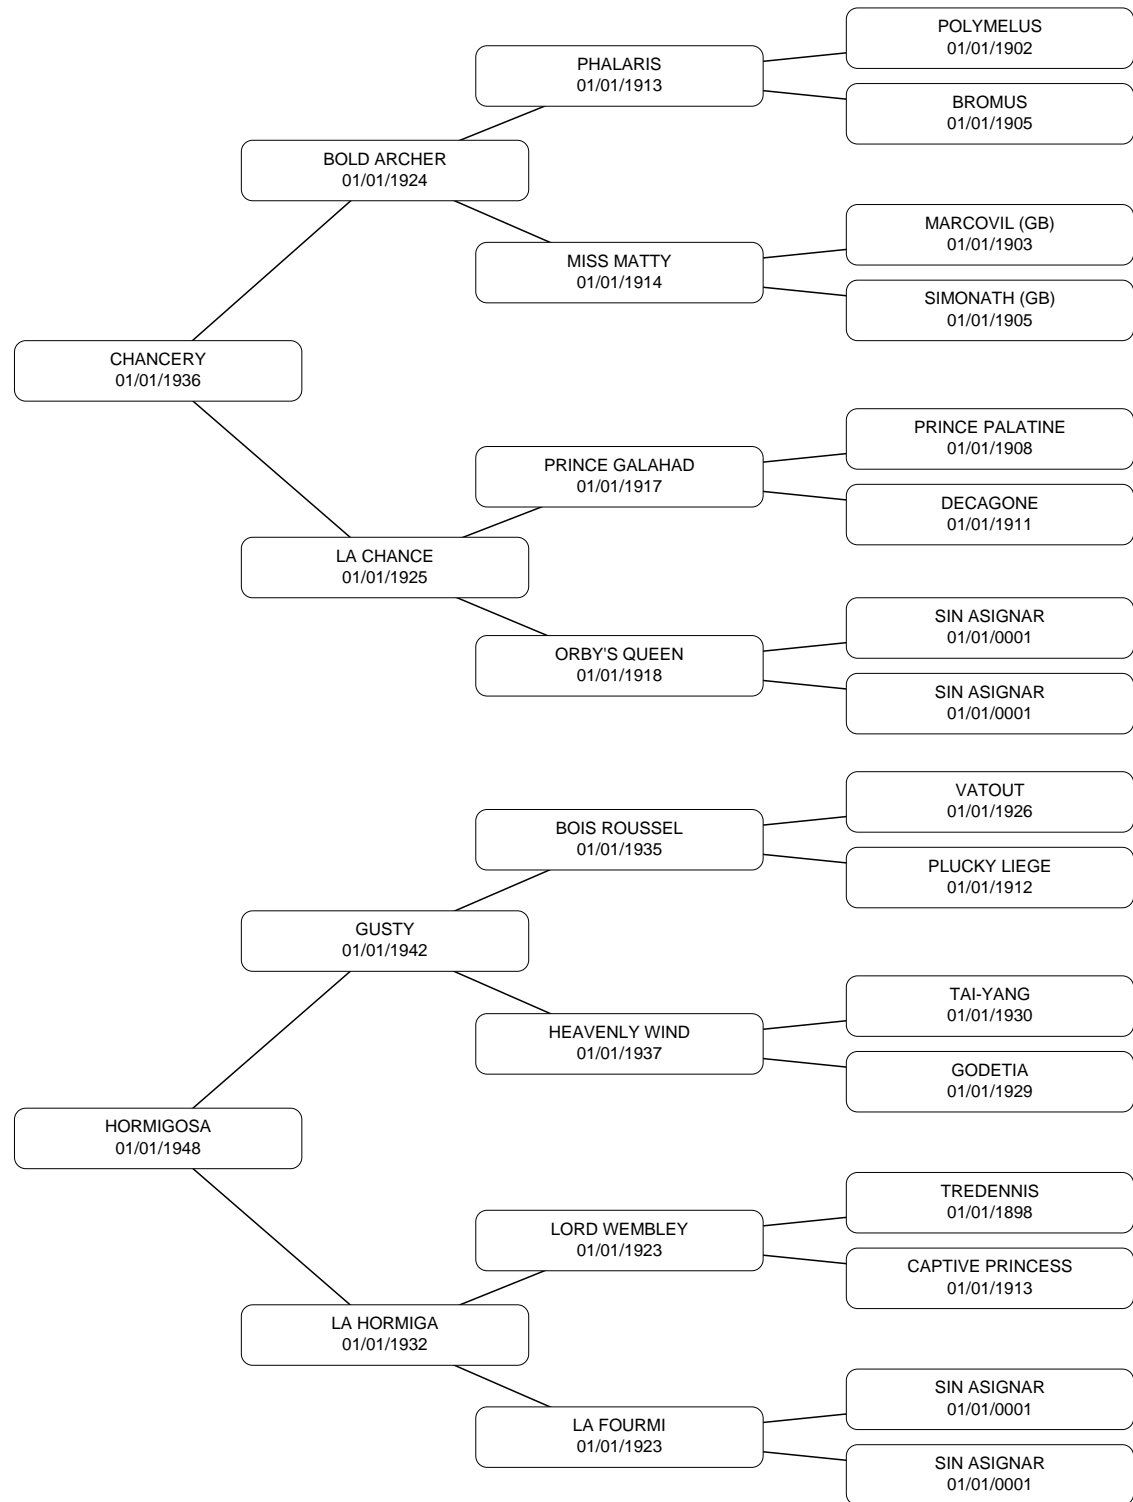 POLYMELUS
01/01/1902
PHALARIS
01/01/1913
BROMUS
01/01/1905
BOLD ARCHER
01/01/1924
MARCOVIL (GB)
01/01/1903
MISS MATTY
01/01/1914
SIMONATH (GB)
01/01/1905
CHANCERY
01/01/1936
PRINCE PALATINE
01/01/1908
PRINCE GALAHAD
01/01/1917
DECAGONE
01/01/1911
LA CHANCE
01/01/1925
SIN ASIGNAR
01/01/0001
ORBY'S QUEEN
01/01/1918
SIN ASIGNAR
01/01/0001
VATOUT
01/01/1926
BOIS ROUSSEL
01/01/1935
PLUCKY LIEGE
01/01/1912
GUSTY
01/01/1942
TAI-YANG
01/01/1930
HEAVENLY WIND
01/01/1937
GODETIA
01/01/1929
HORMIGOSA
01/01/1948
TREDENNIS
01/01/1898
LORD WEMBLEY
01/01/1923
CAPTIVE PRINCESS
01/01/1913
LA HORMIGA
01/01/1932
SIN ASIGNAR
01/01/0001
LA FOURMI
01/01/1923
SIN ASIGNAR
01/01/0001